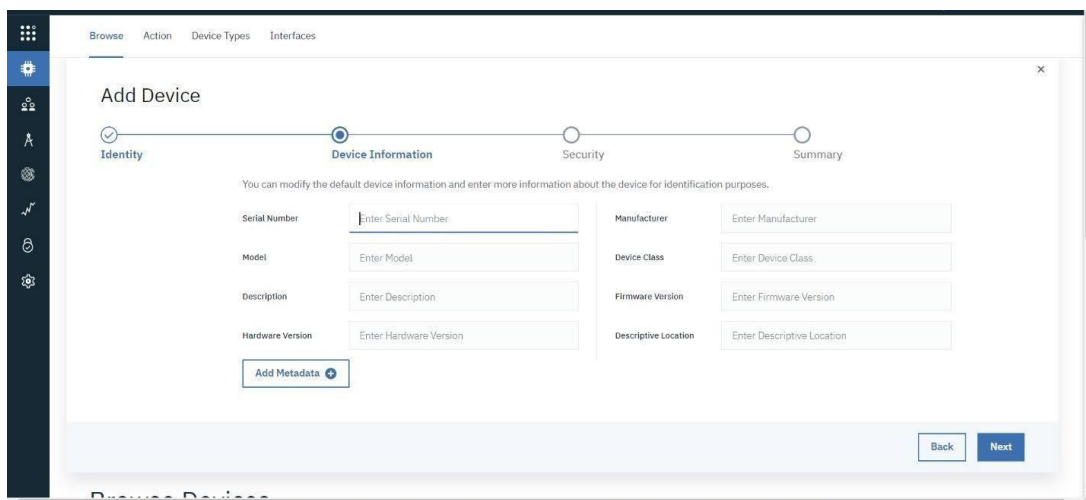 Browse Action Device Types Interfaces
Add Device
Identity Device Information Security Summary
You can modify the default device information and enter more information about the device for identification purposes.
Serial Number Enter Serial Number Manufacturer Enter Manufacturer
Model Enter Model Device Class Enter Device Class
Description Enter Description Firmware Version Enter Firmware Version
Hardware Version Enter Hardware Version Descriptive Location Enter Descriptive Location
Add Metadata
Back Next
Browse Devices